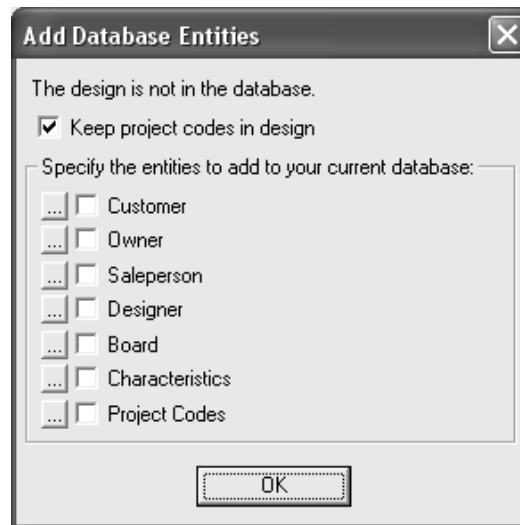 Add Database Entities
The design is not in the database.
Keep project codes in design
Specify the entities to add to your current database:
... Customer
... Owner
... Saleperson
... Designer
... Board
... Characteristics
... Project Codes
OK